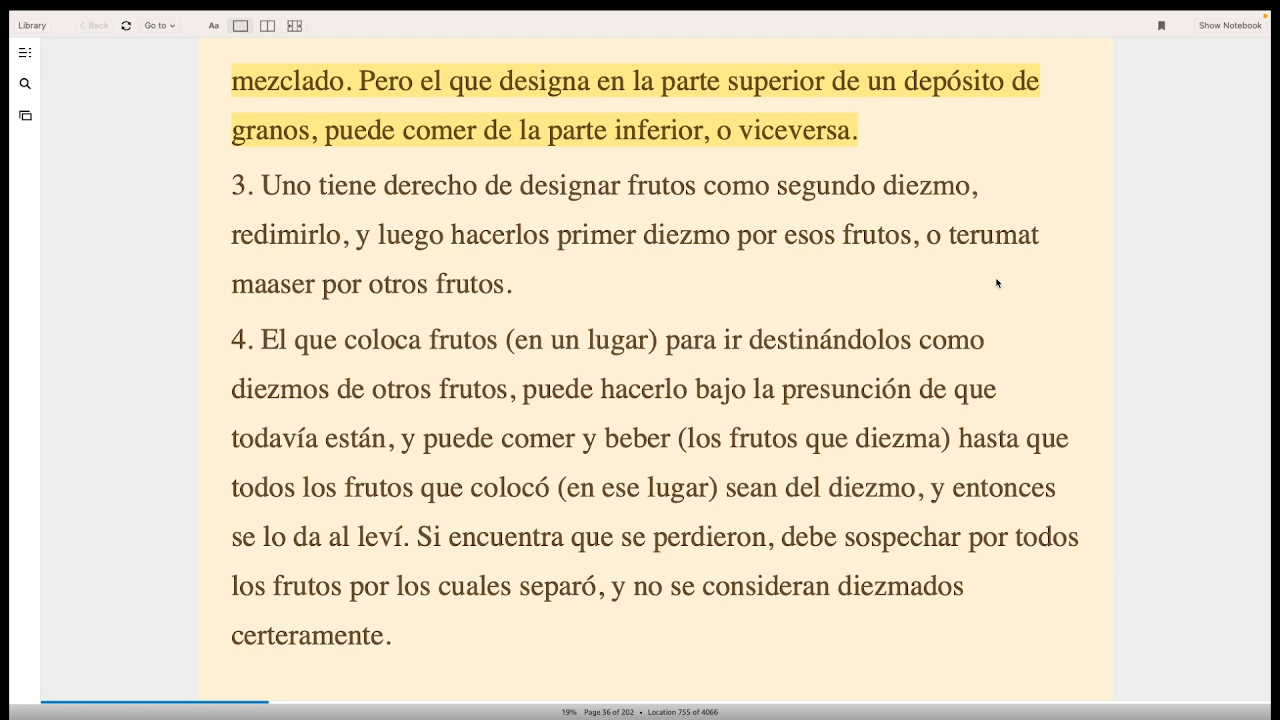 Library
Back
Go to
Aa
Show Notebook
mezclado. Pero el que designa en la parte superior de un depósito de
granos, puede comer de la parte inferior, o viceversa.
3. Uno tiene derecho de designar frutos como segundo diezmo,
redimirlo, y luego hacerlos primer diezmo por esos frutos, o terumat
maaser por otros frutos.
4. El que coloca frutos (en un lugar) para ir destinándolos como
diezmos de otros frutos, puede hacerlo bajo la presunción de que
todavía están, y puede comer y beber (los frutos que diezma) hasta que
todos los frutos que colocó (en ese lugar) sean del diezmo, y entonces
se lo da al leví. Si encuentra que se perdieron, debe sospechar por todos
los frutos por los cuales separó, y no se consideran diezmados
certeramente.
19% Page 36 of 202 • Location 755 of 4066